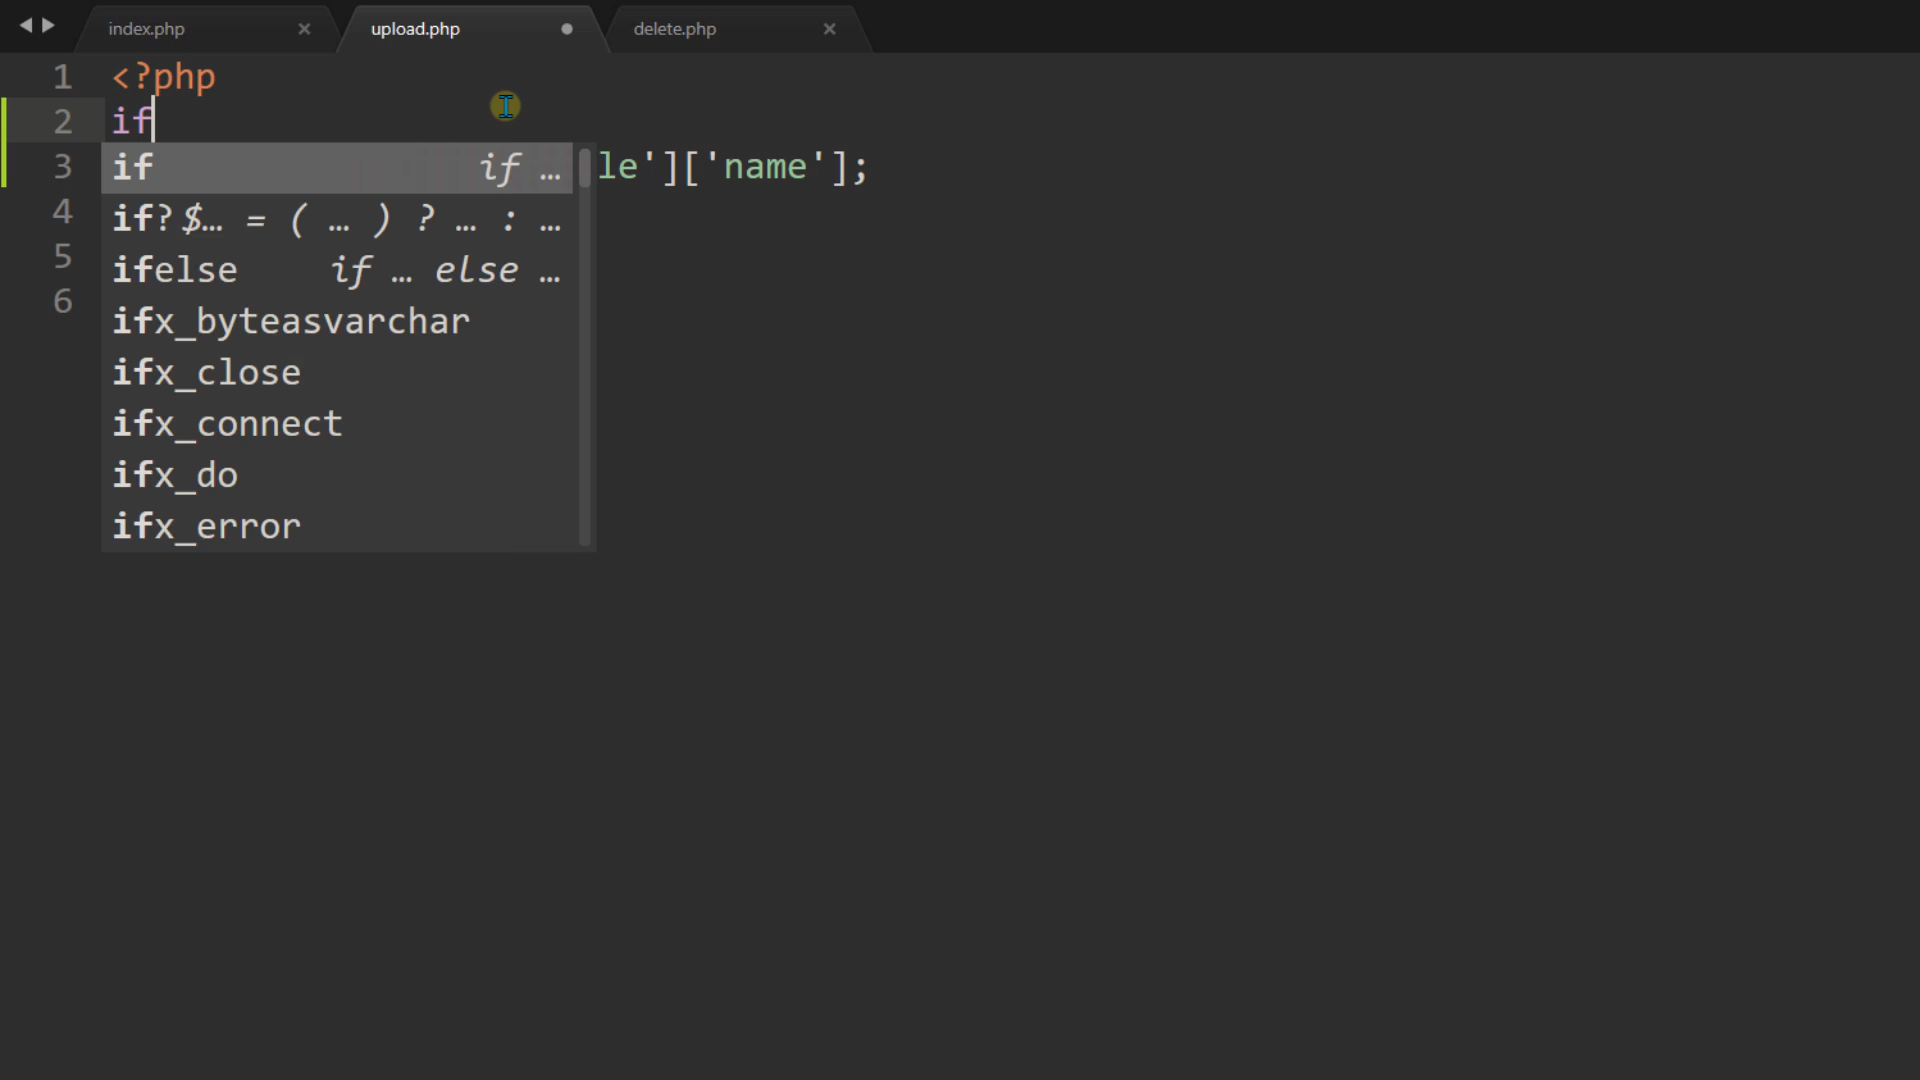 index.php upload.php delete.php
1 <?php
2 if
3 le']['name'];
4
5
6
if if …
if? $… = ( … ) ? … : …
ifelse if … else …
ifx_byteasvarchar
ifx_close
ifx_connect
ifx_do
ifx_error